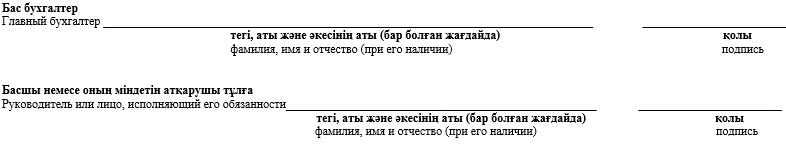 Бас бухгалтер
Главный бухгалтер
тегі, аты және әкесінің аты (бар болған жағдайда) қолы
фамилия, имя и отчество (при его наличии) подпись
Басшы немесе оның міндетін атқарушы тұлға
Руководитель или лицо, исполняющий его обязанности
тегі, аты және әкесінің аты (бар болған жағдайда) қолы
фамилия, имя и отчество (при его наличии) подпись